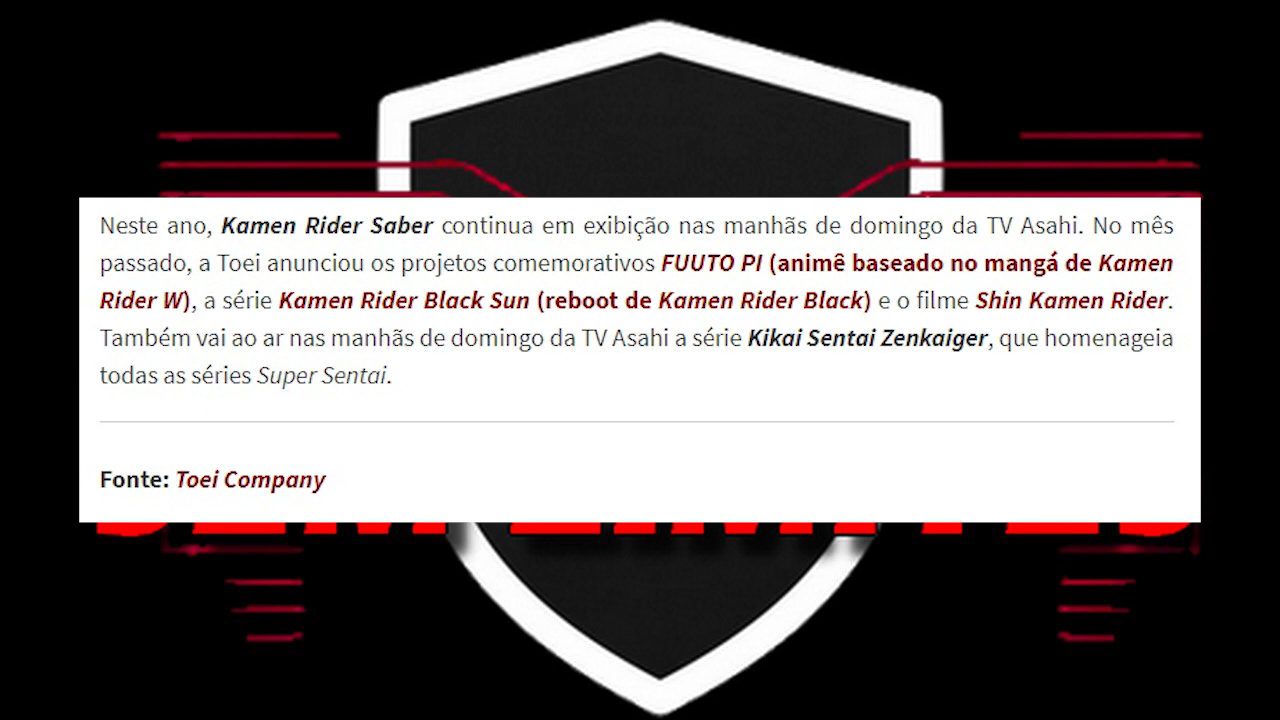 Neste ano, Kamen Rider Saber continua em exibição nas manhãs de domingo da TV Asahi. No mês
passado, a Toei anunciou os projetos comemorativos FUUTO PI (animê baseado no mangá de Kamen
Rider W), a série Kamen Rider Black Sun (reboot de Kamen Rider Black) e o filme Shin Kamen Rider.
Também vai ao ar nas manhãs de domingo da TV Asahi a série Kikai Sentai Zenkaiger, que homenageia
todas as séries Super Sentai.
Fonte: Toei Company